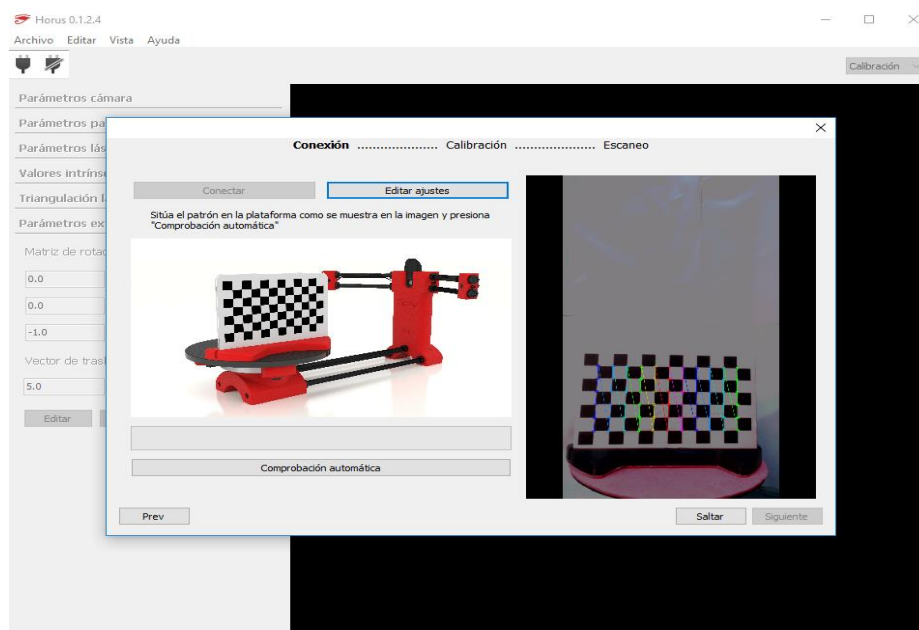 Horus 0.1.2.4
Archivo Editar Vista Ayuda
Calibración
Parámetros cámara
Parámetros pa
Parámetros lás
Valores intríns
Triangulación l
Parámetros ex
Matriz de rotac
0.0
0.0
-1.0
Vector de trasl
5.0
Editar
Conexión ..................... Calibración ..................... Escaneo
Conectar
Editar ajustes
Sitúa el patrón en la plataforma como se muestra en la imagen y presiona
"Comprobación automática"
Comprobación automática
Prev
Saltar
Siguiente